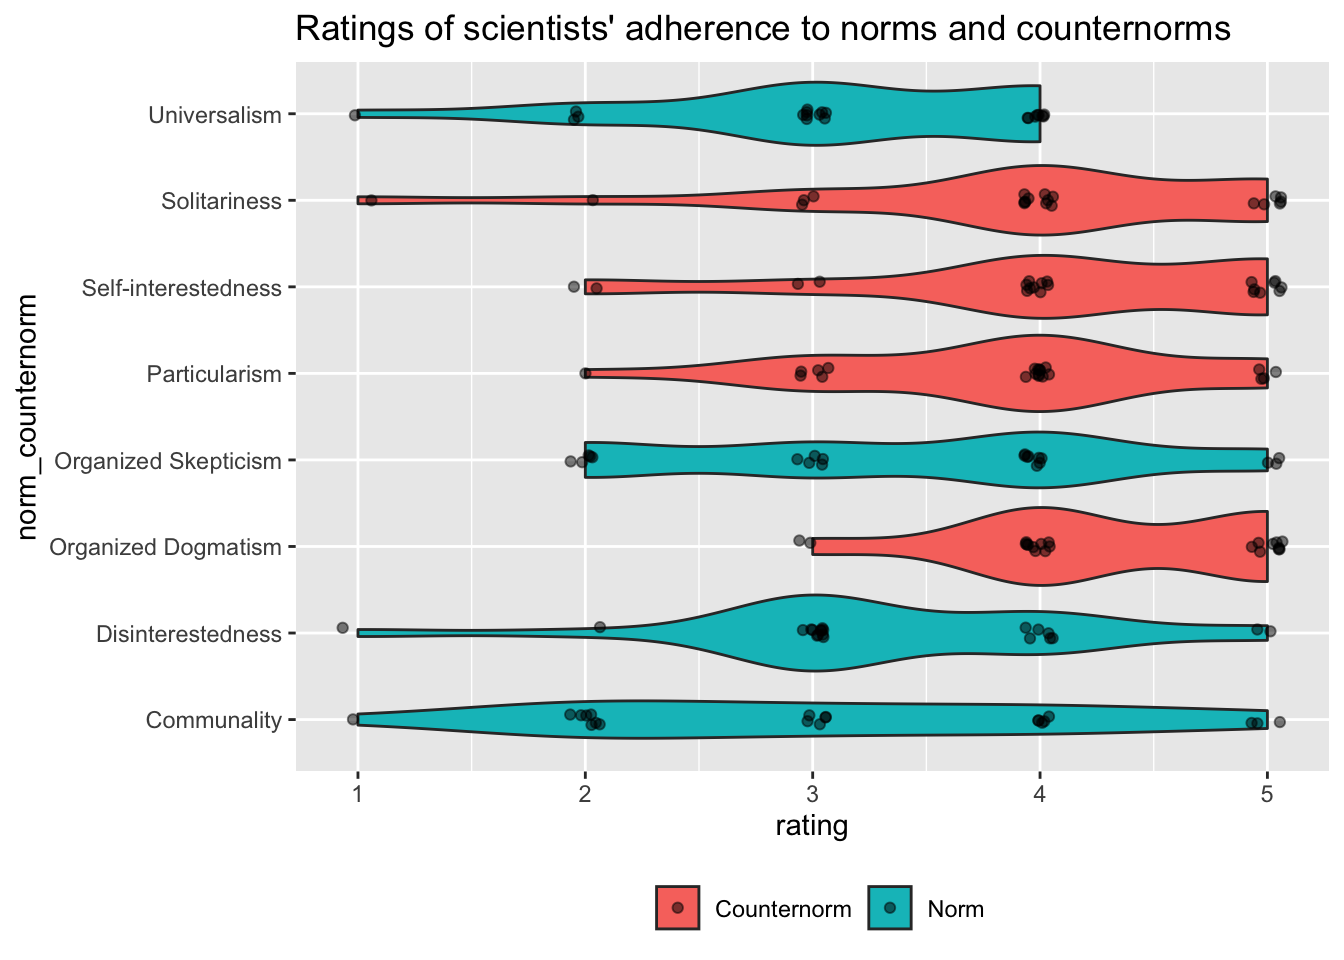 Ratings of scientists' adherence to norms and counternorms
norm_counternorm
Universalism
Solitariness
Self-interestedness
Particularism
Organized Skepticism
Organized Dogmatism
Disinterestedness
Communality
1 2 3 4 5
rating
Counternorm Norm